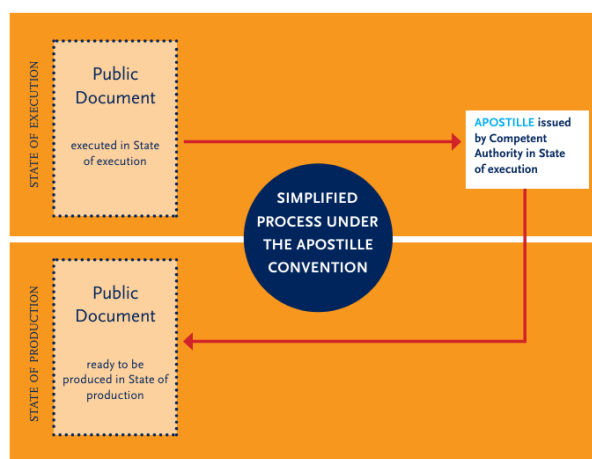 STATE OF EXECUTION
Public
Document
executed in State
of execution
APOSTILLE issued
by Competent
Authority in State
of execution
SIMPLIFIED
PROCESS UNDER
THE APOSTILLE
CONVENTION
STATE OF PRODUCTION
Public
Document
ready to be
produced in State of
production